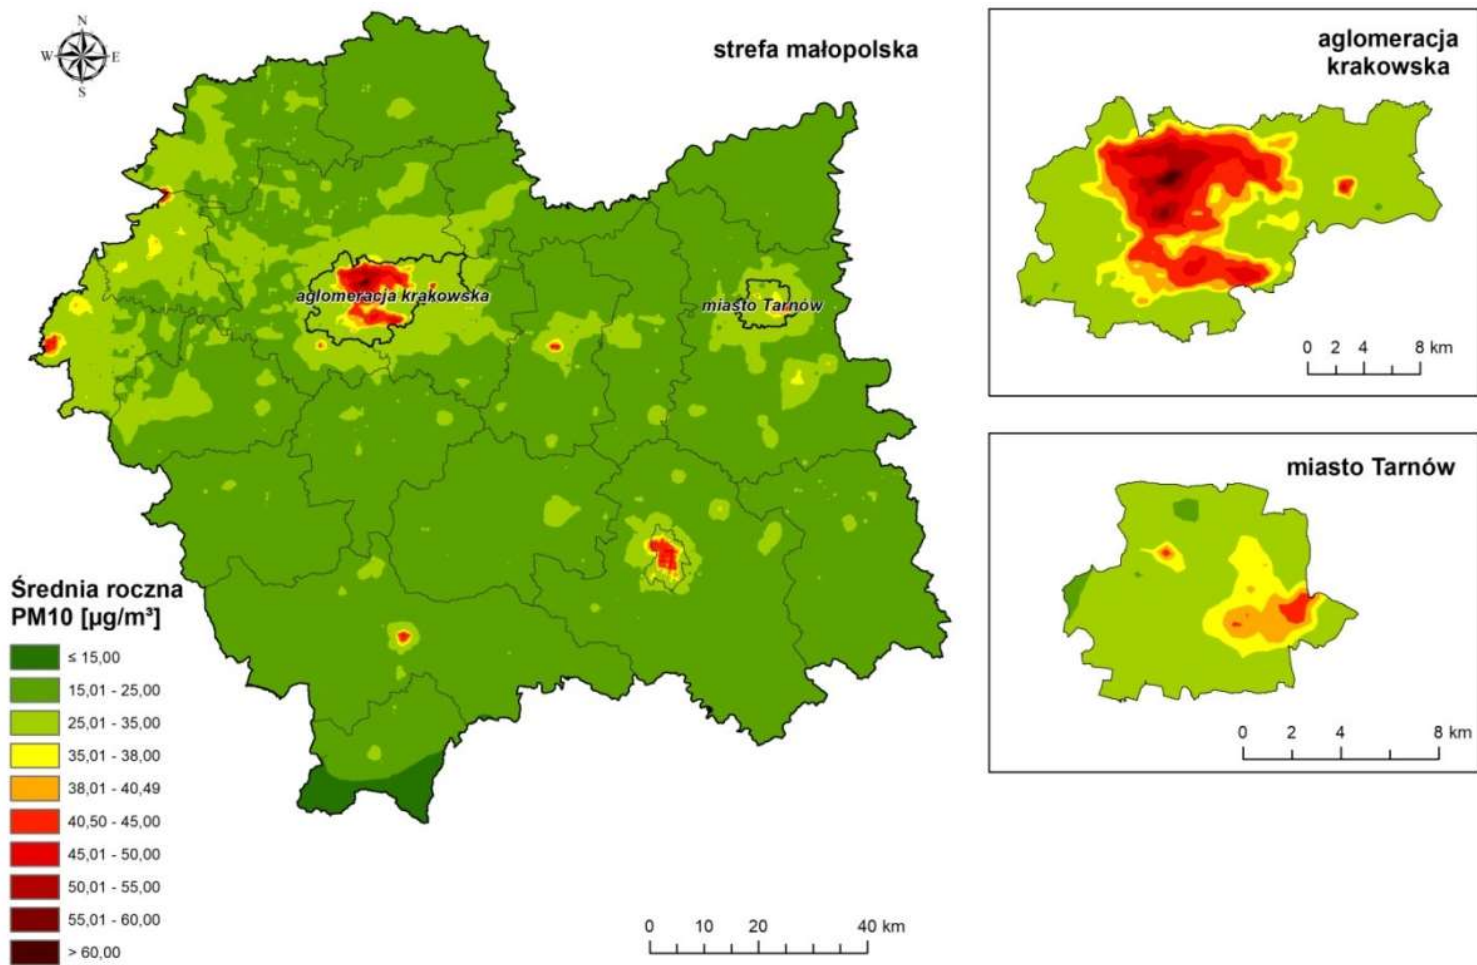 N
W E
S
strefa małopolska
aglomeracja krakowska
miasto Tarnów
Średnia roczna
PM10 [µg/m³]
≤ 15,00
15,01 - 25,00
25,01 - 35,00
35,01 - 38,00
38,01 - 40,49
40,50 - 45,00
45,01 - 50,00
50,01 - 55,00
55,01 - 60,00
> 60,00
0 10 20 40 km
aglomeracja
krakowska
0 2 4 8 km
miasto Tarnów
0 2 4 8 km